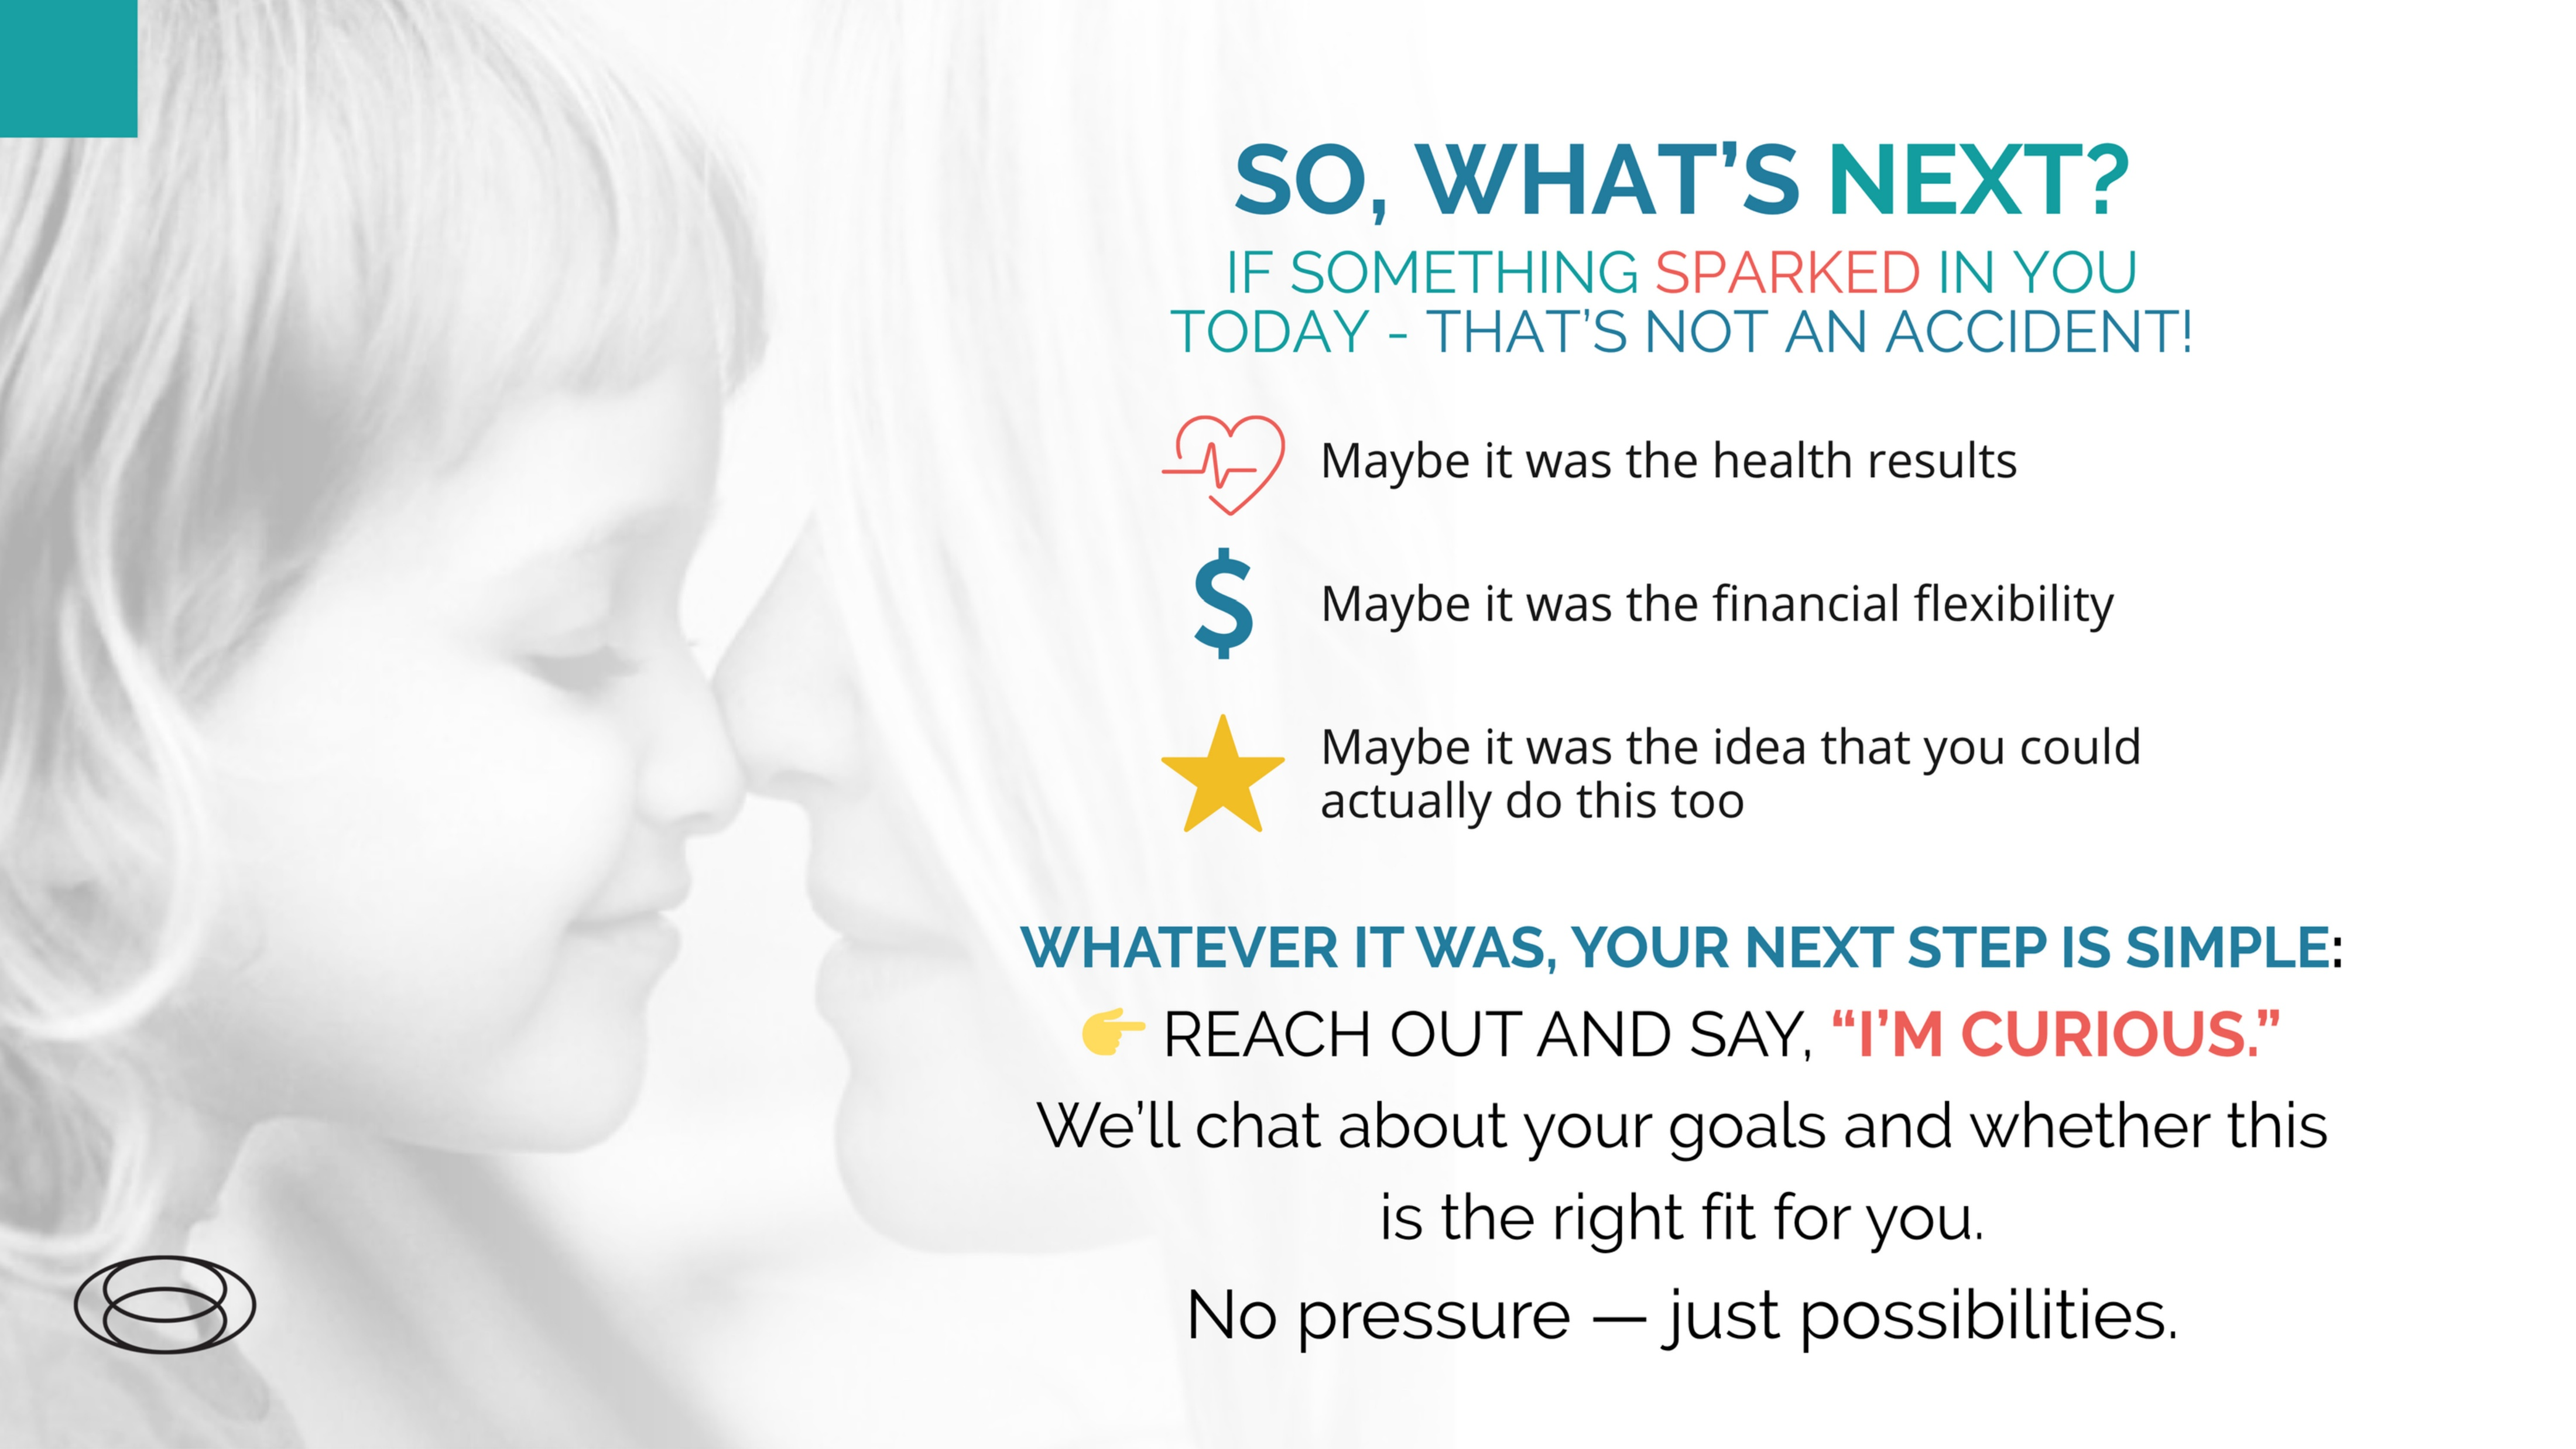 SO, WHAT’S NEXT?
IF SOMETHING SPARKED IN YOU
TODAY - THAT’S NOT AN ACCIDENT!
Maybe it was the health results
$
Maybe it was the financial flexibility
Maybe it was the idea that you could
actually do this too
WHATEVER IT WAS, YOUR NEXT STEP IS SIMPLE:
👉 REACH OUT AND SAY, “I’M CURIOUS.”
We’ll chat about your goals and whether this
is the right fit for you.
No pressure — just possibilities.